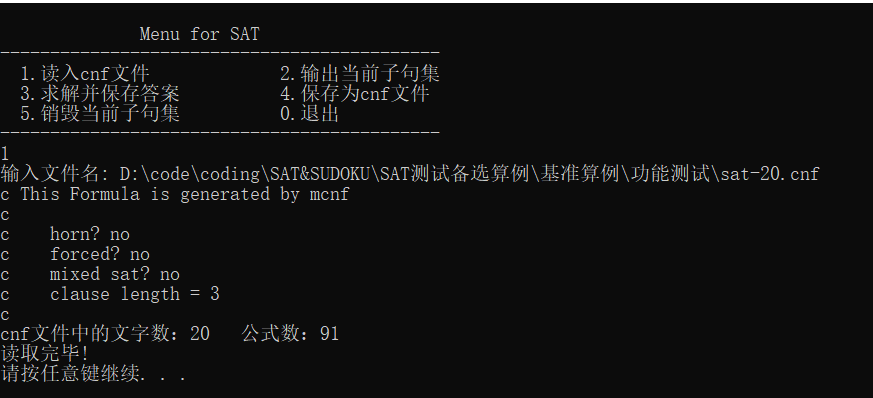 Menu for SAT
--------------------------------------------
1.读入cnf文件 2.输出当前子句集
3.求解并保存答案 4.保存为cnf文件
5.销毁当前子句集 0.退出
--------------------------------------------
1
输入文件名: D:\code\coding\SAT&SUDOKU\SAT测试备选算例\基准算例\功能测试\sat-20.cnf
c This Formula is generated by mcnf
c
c    horn? no
c    forced? no
c    mixed sat? no
c    clause length = 3
c
cnf文件中的文字数：20   公式数：91
读取完毕!
请按任意键继续. . .